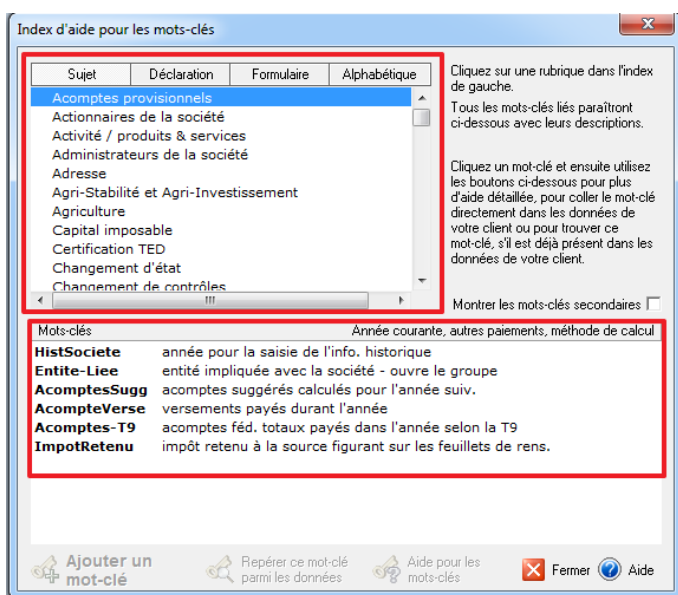 Index d'aide pour les mots-clés
Sujet Déclaration Formulaire Alphabétique
Acomptes provisionnels
Actionnaires de la société
Activité / produits & services
Administrateurs de la société
Adresse
Agri-Stabilité et Agri-Investissement
Agriculture
Capital imposable
Certification TED
Changement d'état
Changement de contrôles
Cliquez sur une rubrique dans l'index
de gauche.
Tous les mots-clés liés paraîtront
ci-dessous avec leurs descriptions.
Cliquez un mot-clé et ensuite utilisez
les boutons ci-dessous pour plus
d'aide détaillée, pour coller le mot-clé
directement dans les données de
votre client ou pour trouver ce
mot-clé, s'il est déjà présent dans les
données de votre client.
Montrer les mots-clés secondaires
Mots-clés Année courante, autres paiements, méthode de calcul
HistSociete année pour la saisie de l'info. historique
Entite-Liee entité impliquée avec la société - ouvre le groupe
AcomptesSugg acomptes suggérés calculés pour l'année suiv.
AcompteVerse versements payés durant l'année
Acomptes-T9 acomptes féd. totaux payés dans l'année selon la T9
ImpotRetenu impôt retenu à la source figurant sur les feuillets de rens.
Ajouter un
mot-clé
Repérer ce mot-clé
parmi les données
Aide pour les
mots-clés
Fermer
Aide